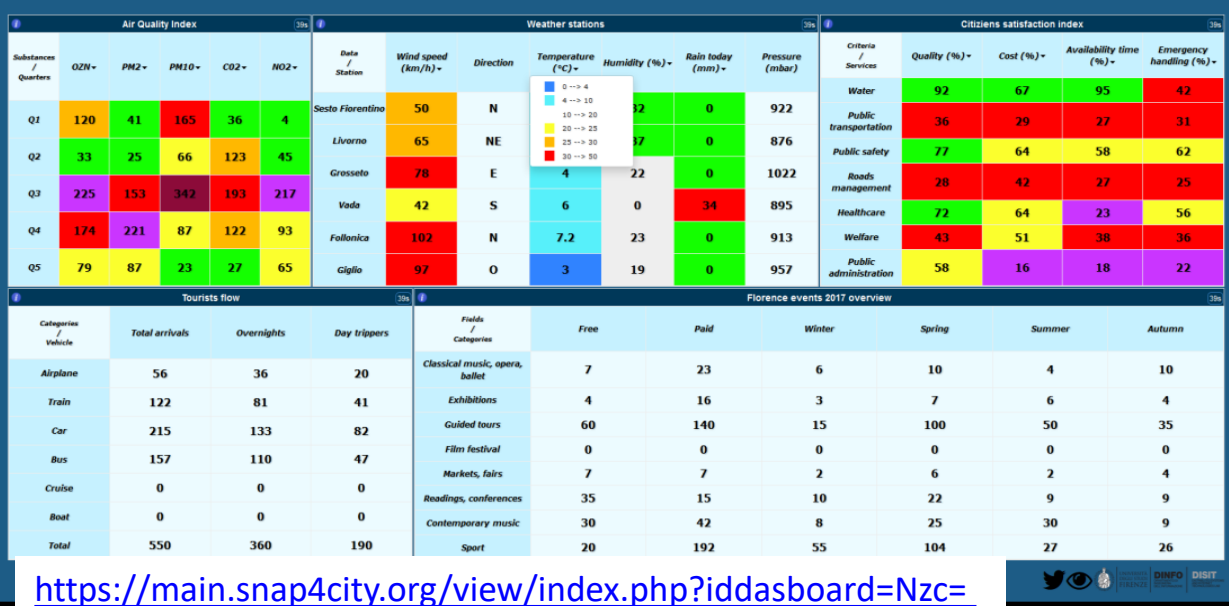 Air Quality Index 39s
Substances / Quarters OZN PM2 PM10 CO2 NO2
Q1 120 41 165 36 4
Q2 33 25 66 123 45
Q3 225 153 342 193 217
Q4 174 221 87 122 93
Q5 79 87 23 27 65
Weather stations 39s
Data / Station Wind speed (km/h) Direction Temperature (°C) Humidity (%) Rain today (mm) Pressure (mbar)
0 --> 4
4 --> 10
10 --> 20
20 --> 25
25 --> 30
30 --> 50
Sesto Fiorentino 50 N 0 922
Livorno 65 NE 0 876
Grosseto 78 E 4 22 0 1022
Vada 42 S 6 0 34 895
Follonica 102 N 7.2 23 0 913
Giglio 97 O 3 19 0 957
Citiziens satisfaction index 39s
Criteria / Services Quality (%) Cost (%) Availability time (%) Emergency handling (%)
Water 92 67 95 42
Public transportation 36 29 27 31
Public safety 77 64 58 62
Roads management 28 42 27 25
Healthcare 72 64 23 56
Welfare 43 51 38 36
Public administration 58 16 18 22
Tourists flow 39s
Categories / Vehicle Total arrivals Overnights Day trippers
Airplane 56 36 20
Train 122 81 41
Car 215 133 82
Bus 157 110 47
Cruise 0 0 0
Boat 0 0 0
Total 550 360 190
Florence events 2017 overview 39s
Fields / Categories Free Paid Winter Spring Summer Autumn
Classical music, opera, ballet 7 23 6 10 4 10
Exhibitions 4 16 3 7 6 4
Guided tours 60 140 15 100 50 35
Film festival 0 0 0 0 0 0
Markets, fairs 7 7 2 6 2 4
Readings, conferences 35 15 10 22 9 9
Contemporary music 30 42 8 25 30 9
Sport 20 192 55 104 27 26
https://main.snap4city.org/view/index.php?iddasboard=Nzc=
DINFO DISIT